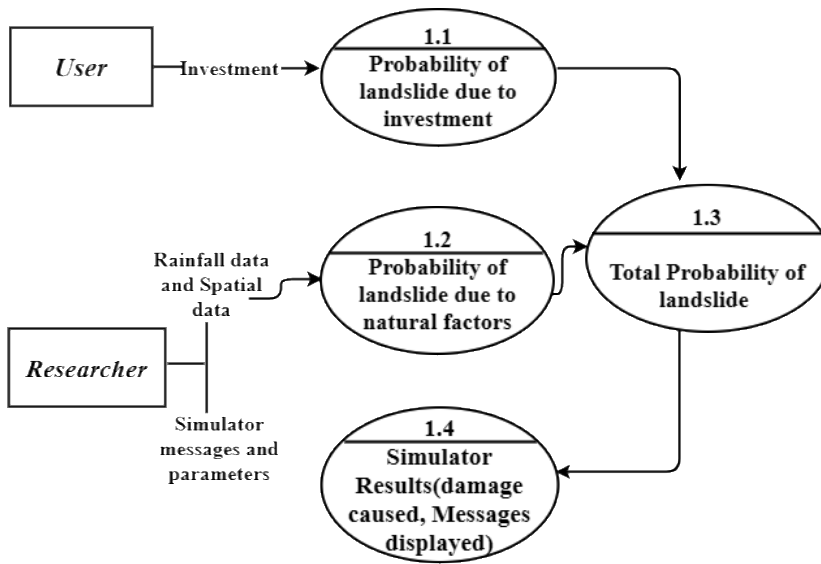 User
Investment
1.1
Probability of
landslide due to
investment
1.2
Probability of
landslide due to
natural factors
1.3
Total Probability of
landslide
Rainfall data
and Spatial
data
Researcher
Simulator
messages and
parameters
1.4
Simulator
Results(damage
caused, Messages
displayed)